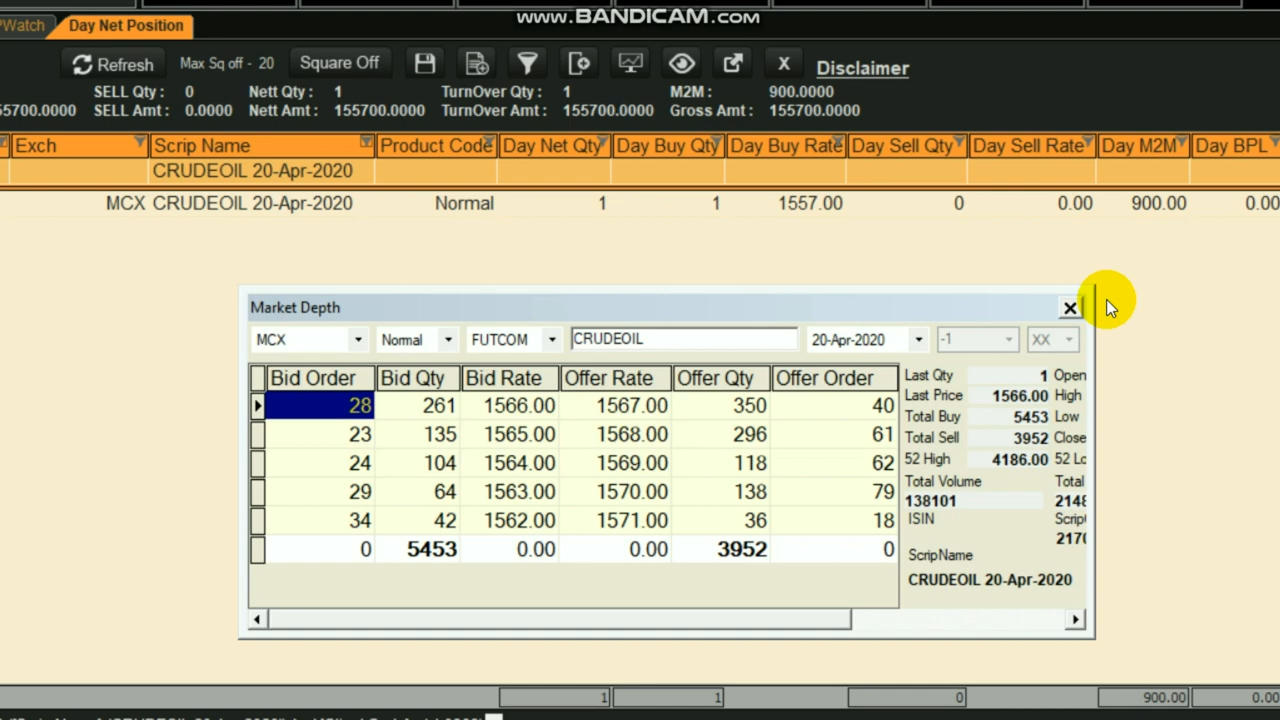 www.BANDICAM.com
Watch Day Net Position
Refresh Max Sq off - 20 Square Off X Disclaimer
SELL Qty : 0 Nett Qty : 1 TurnOver Qty : 1 M2M : 900.0000
55700.0000 SELL Amt : 0.0000 Nett Amt : 155700.0000 TurnOver Amt : 155700.0000 Gross Amt : 155700.0000
Exch Scrip Name Product Code Day Net Qty Day Buy Qty Day Buy Rate Day Sell Qty Day Sell Rate Day M2M Day BPL
CRUDEOIL 20-Apr-2020
MCX CRUDEOIL 20-Apr-2020 Normal 1 1 1557.00 0 0.00 900.00 0.00
Market Depth X
MCX Normal FUTCOM CRUDEOIL 20-Apr-2020 -1 XX
Bid Order Bid Qty Bid Rate Offer Rate Offer Qty Offer Order
28 261 1566.00 1567.00 350 40
23 135 1565.00 1568.00 296 61
24 104 1564.00 1569.00 118 62
29 64 1563.00 1570.00 138 79
34 42 1562.00 1571.00 36 18
0 5453 0.00 0.00 3952 0
Last Qty 1 Open
Last Price 1566.00 High
Total Buy 5453 Low
Total Sell 3952 Close
52 High 4186.00 52 Lo
Total Volume Total
138101 2148
ISIN Scrip
2170
ScripName
CRUDEOIL 20-Apr-2020
1 1 0 900.00 0.00